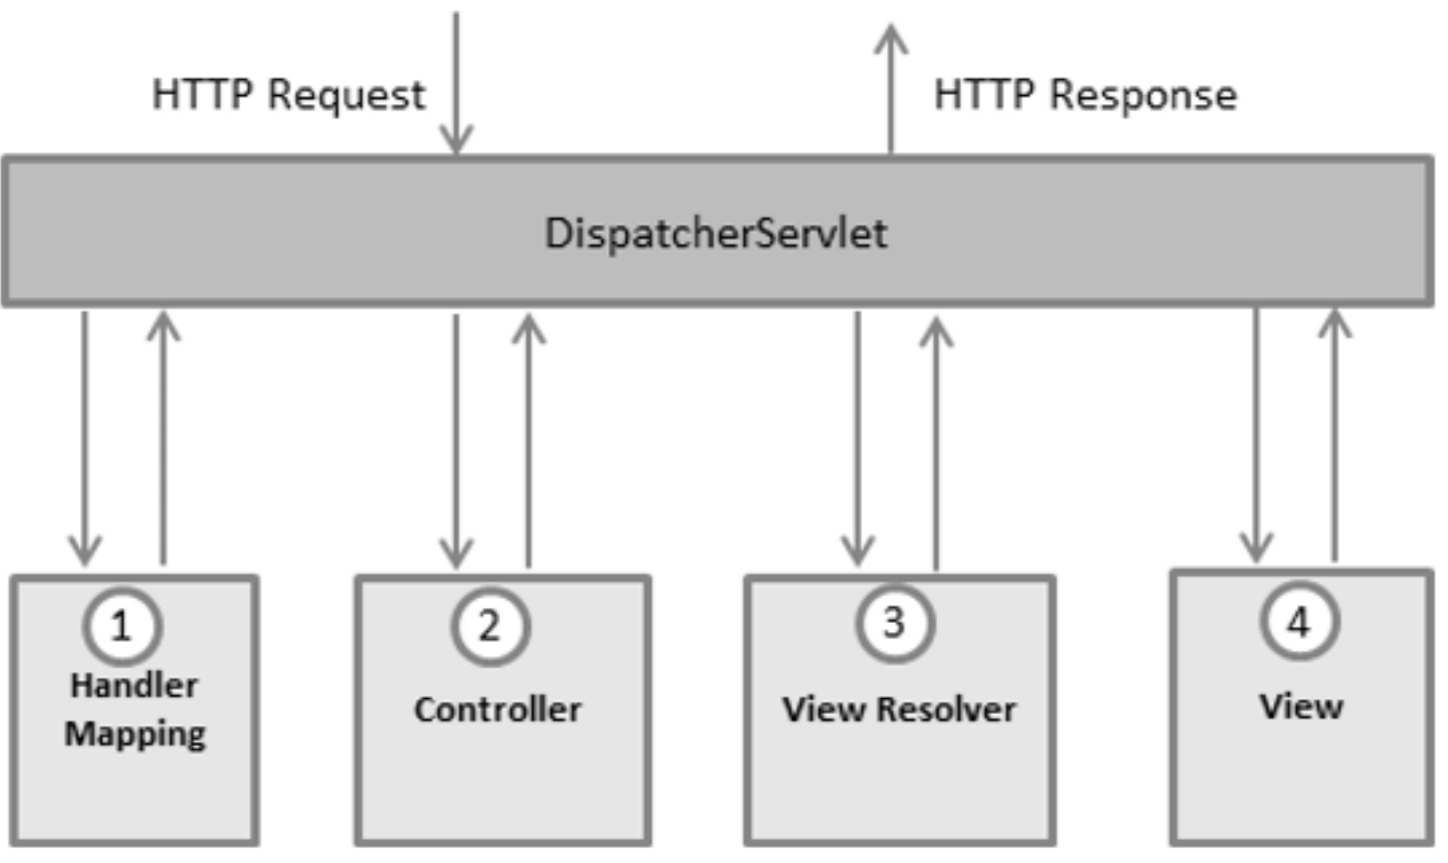 HTTP Request
HTTP Response
DispatcherServlet
1
Handler
Mapping
2
Controller
3
View Resolver
4
View